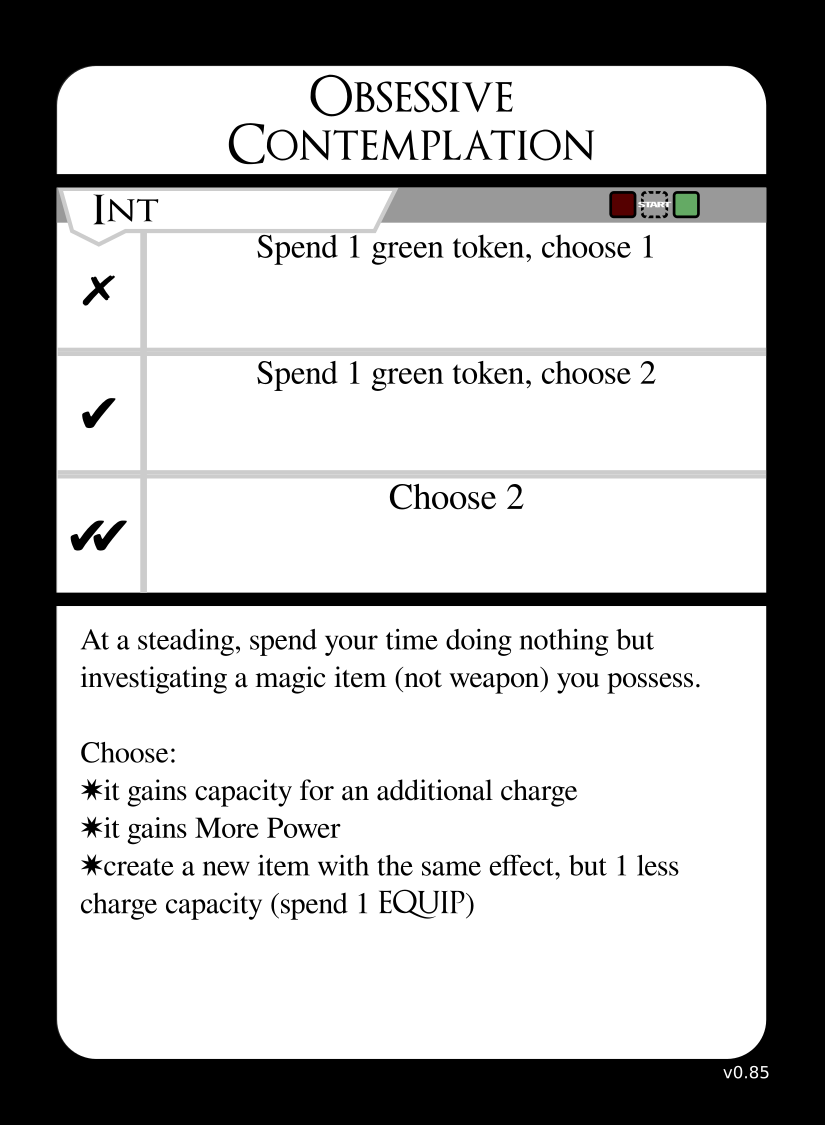 Obsessive
Contemplation
Int
START
Spend 1 green token, choose 1
✗
Spend 1 green token, choose 2
✔
Choose 2
✔✔
At a steading, spend your time doing nothing but
investigating a magic item (not weapon) you possess.
Choose:
✷it gains capacity for an additional charge
✷it gains More Power
✷create a new item with the same effect, but 1 less
charge capacity (spend 1 EQUIP)
v0.85